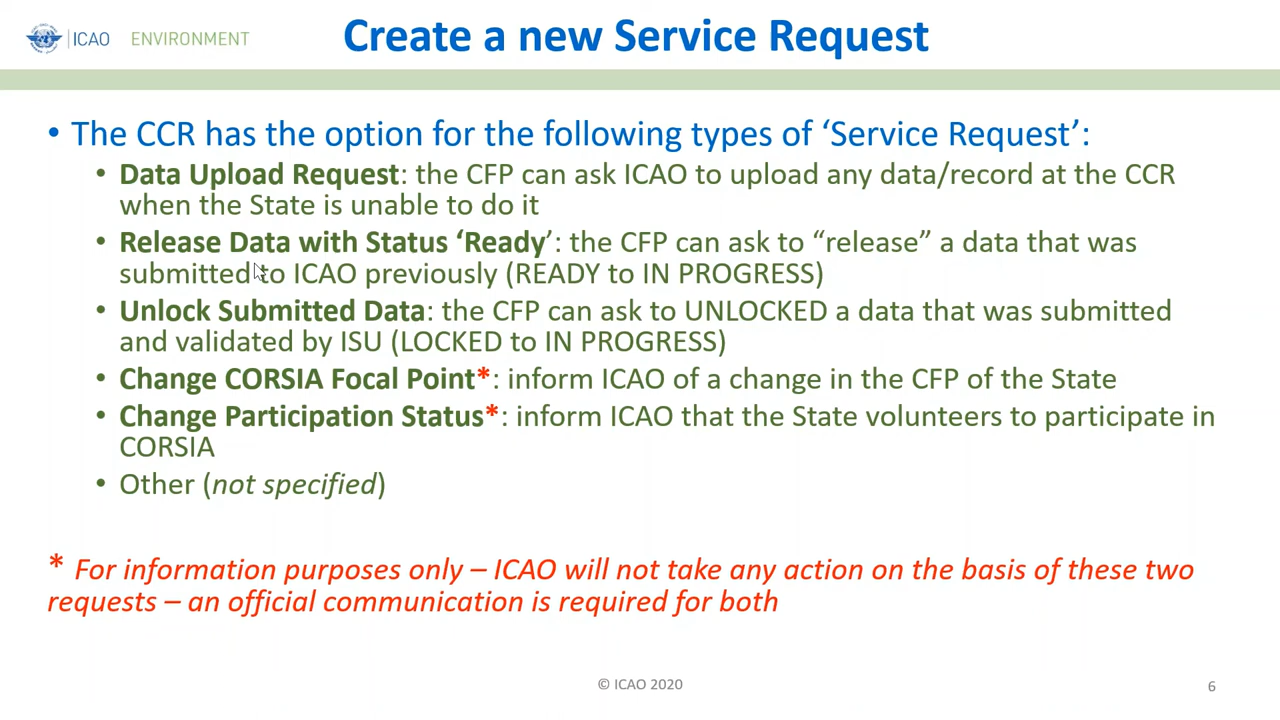 ICAO ENVIRONMENT
Create a new Service Request
• The CCR has the option for the following types of ‘Service Request’:
• Data Upload Request: the CFP can ask ICAO to upload any data/record at the CCR
when the State is unable to do it
• Release Data with Status ‘Ready’: the CFP can ask to “release” a data that was
submitted to ICAO previously (READY to IN PROGRESS)
• Unlock Submitted Data: the CFP can ask to UNLOCKED a data that was submitted
and validated by ISU (LOCKED to IN PROGRESS)
• Change CORSIA Focal Point*: inform ICAO of a change in the CFP of the State
• Change Participation Status*: inform ICAO that the State volunteers to participate in
CORSIA
• Other (not specified)
* For information purposes only – ICAO will not take any action on the basis of these two
requests – an official communication is required for both
© ICAO 2020
6